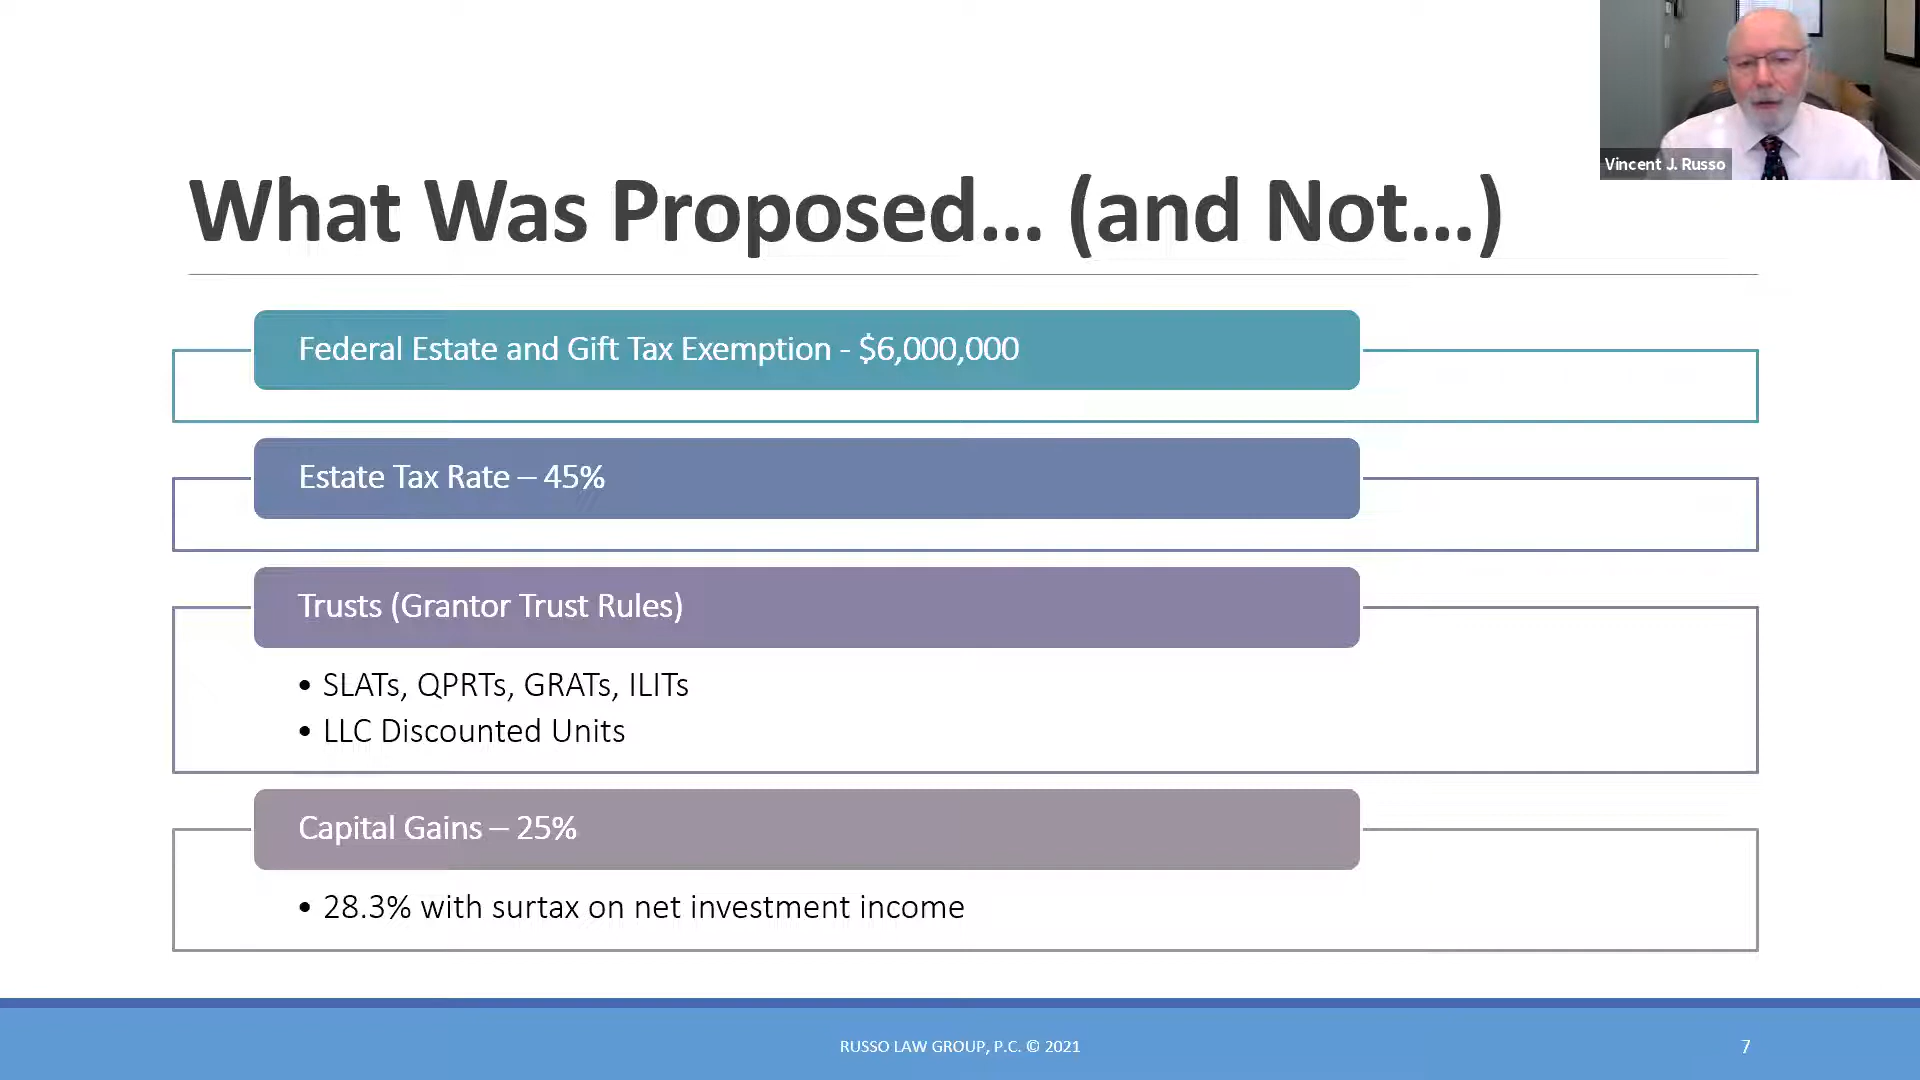 Vincent J. Russo
What Was Proposed... (and Not...)
Federal Estate and Gift Tax Exemption - $6,000,000
Estate Tax Rate – 45%
Trusts (Grantor Trust Rules)
• SLATs, QPRTs, GRATs, ILITs
• LLC Discounted Units
Capital Gains – 25%
• 28.3% with surtax on net investment income
RUSSO LAW GROUP, P.C. © 2021
7